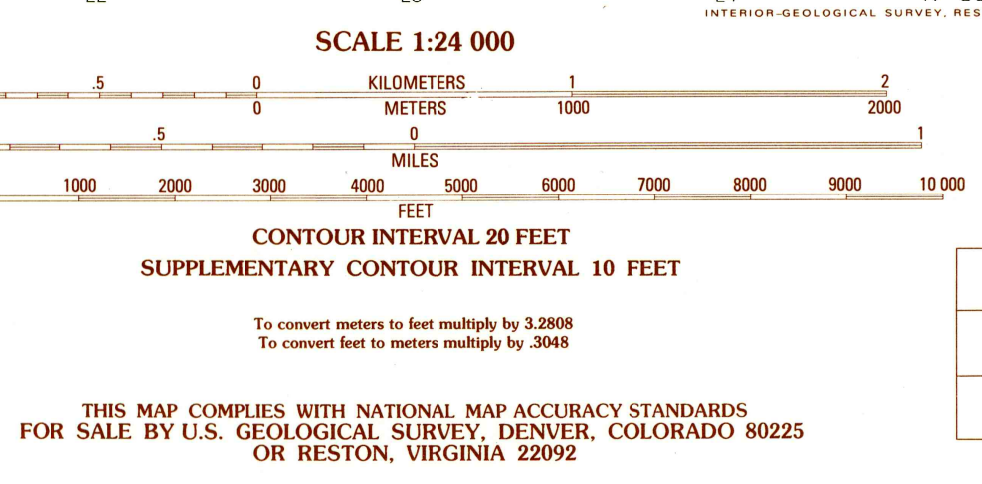 INTERIOR–GEOLOGICAL SURVEY, RES
SCALE 1:24 000
.5 0 KILOMETERS 1 2
0 METERS 1000 2000
.5 0 1
MILES
1000 2000 3000 4000 5000 6000 7000 8000 9000 10 000
FEET
CONTOUR INTERVAL 20 FEET
SUPPLEMENTARY CONTOUR INTERVAL 10 FEET
To convert meters to feet multiply by 3.2808
To convert feet to meters multiply by .3048
THIS MAP COMPLIES WITH NATIONAL MAP ACCURACY STANDARDS
FOR SALE BY U.S. GEOLOGICAL SURVEY, DENVER, COLORADO 80225
OR RESTON, VIRGINIA 22092